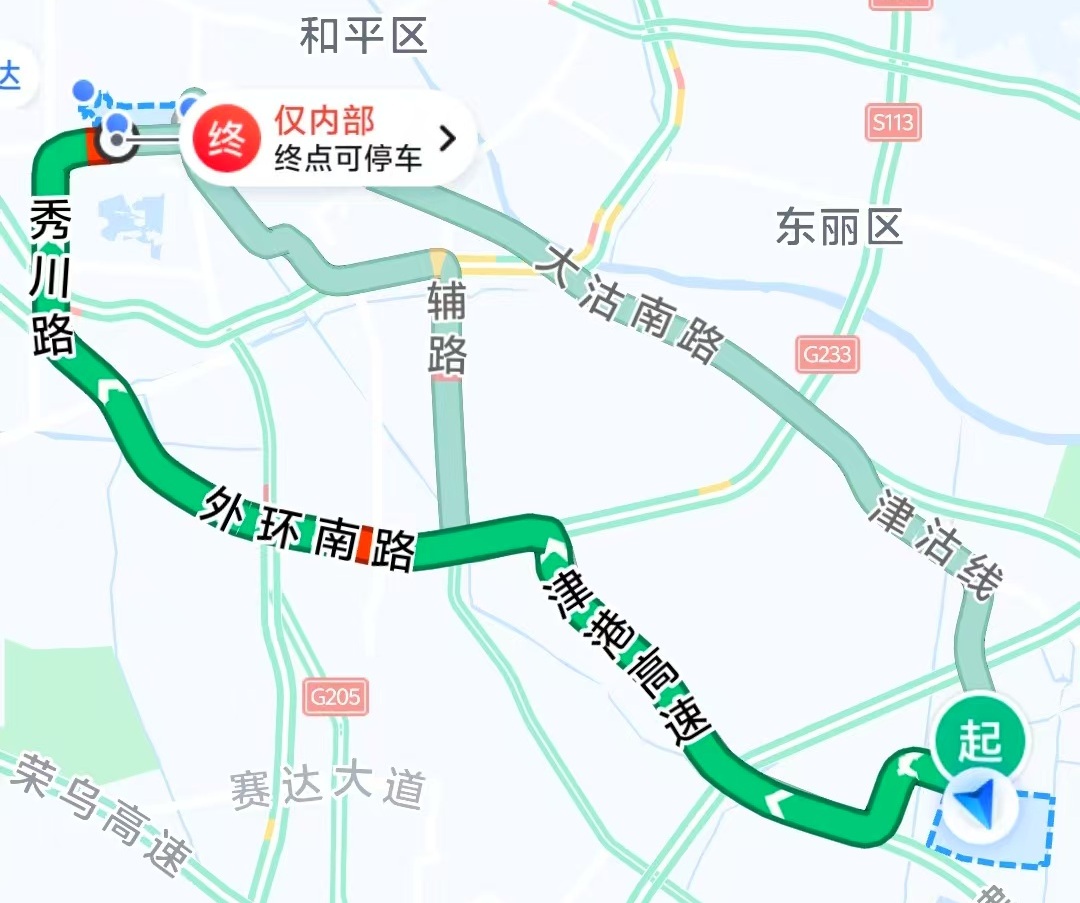 和平区
达
S113
终
仅内部
终点可停车
东丽区
秀川路
大沽南路
辅路
G233
外环南路
津沽线
津港高速
G205
起
赛达大道
荣乌高速